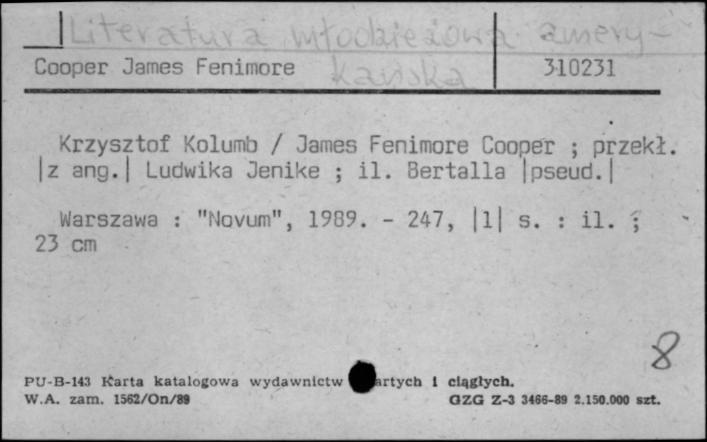 Literatura młodzieżowa amery-
kańska
Cooper James Fenimore 310231
Krzysztof Kolumb / James Fenimore Cooper ; przekł.
|z ang.| Ludwika Jenike ; il. Bertalla |pseud.|
Warszawa : "Novum", 1989. - 247, |1| s. : il. ;
23 cm
8
PU-B-143 Karta katalogowa wydawnictw artych i ciągłych.
W.A. zam. 1562/On/89 GZG Z-3 3466-89 2.150.000 szt.